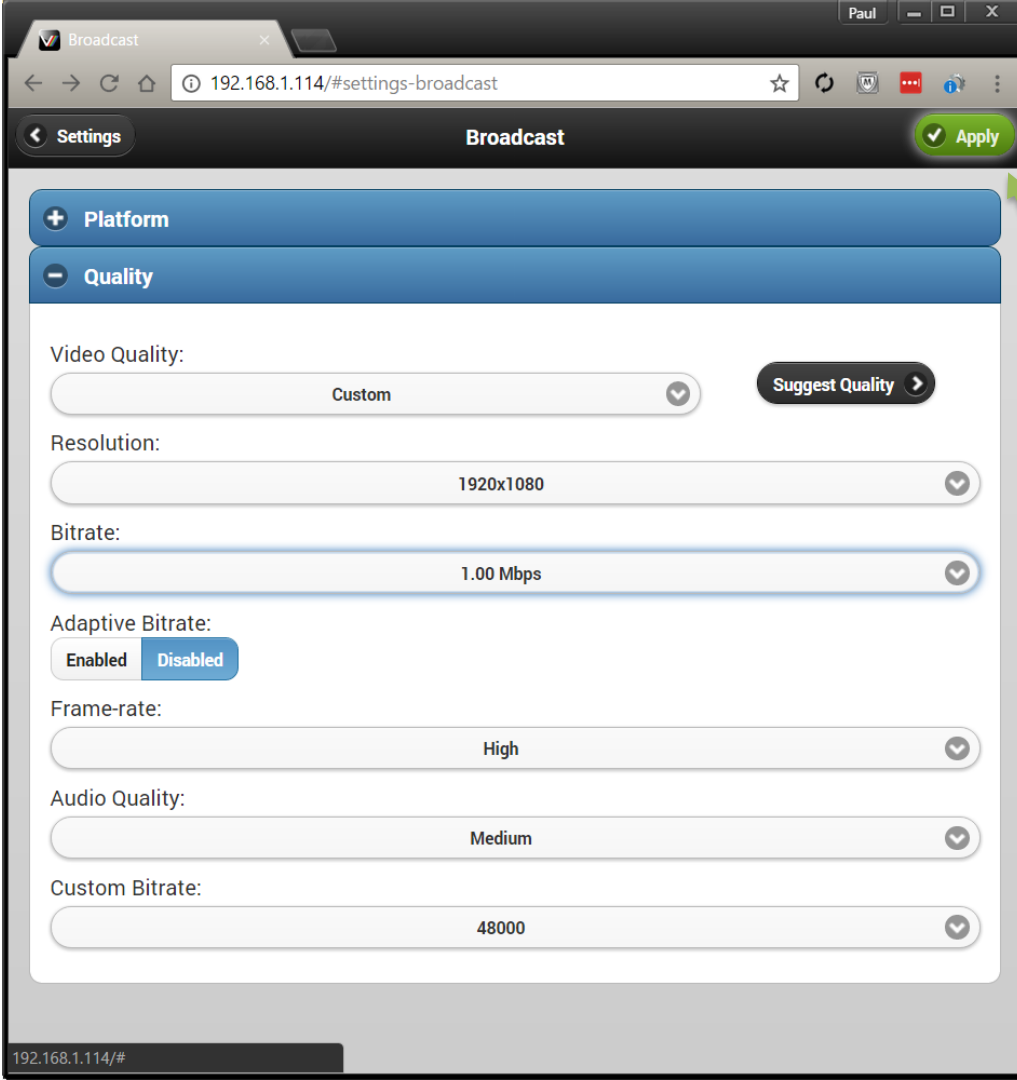 Paul
Broadcast
192.168.1.114/#settings-broadcast
Settings
Broadcast
Apply
Platform
Quality
Video Quality:
Custom
Suggest Quality
Resolution:
1920x1080
Bitrate:
1.00 Mbps
Adaptive Bitrate:
Enabled Disabled
Frame-rate:
High
Audio Quality:
Medium
Custom Bitrate:
48000
192.168.1.114/#